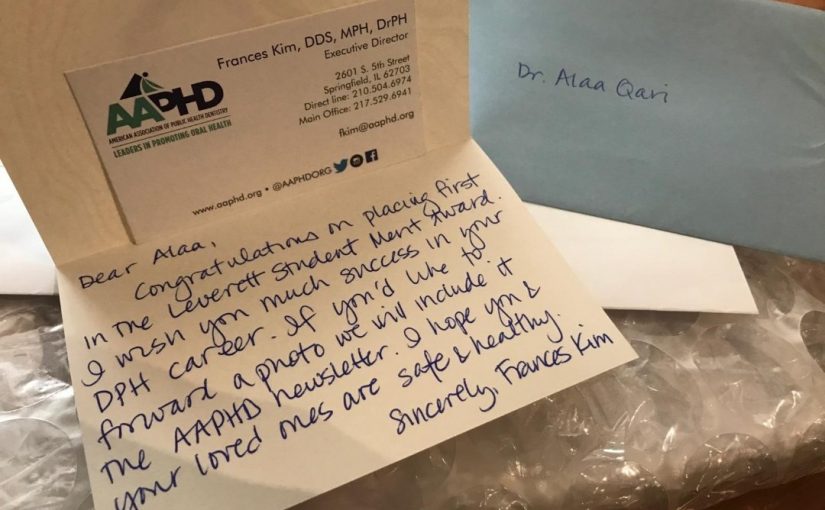 Frances Kim, DDS, MPH, DrPH
Executive Director
2601 S. 5th Street
Springfield, IL 62703
Direct line: 210.504.6974
Main Office: 217.529.6941
fkim@aaphd.org
AAPHD
AMERICAN ASSOCIATION OF PUBLIC HEALTH DENTISTRY
LEADERS IN PROMOTING ORAL HEALTH
www.aaphd.org • @AAPHDORG
Dr. Alaa Qari
Dear Alaa,
Congratulations on placing first
in the Leverett Student Merit Award.
I wish you much success in your
DPH career. If you'd like to
forward a photo we will include it
the AAPHD newsletter. I hope you &
your loved ones are safe & healthy.
Sincerely, Frances Kim